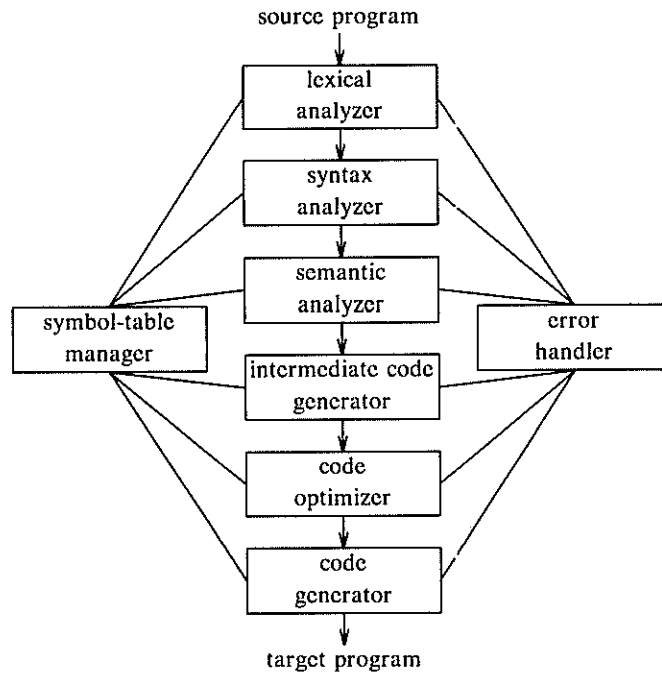 source program
lexical
analyzer
syntax
analyzer
semantic
analyzer
symbol-table
manager
error
handler
intermediate code
generator
code
optimizer
code
generator
target program